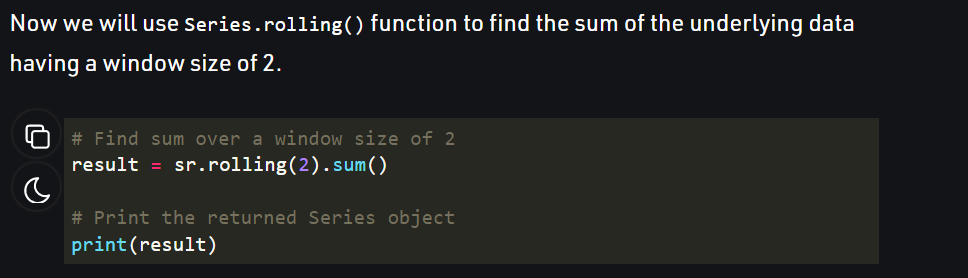 Now we will use Series.rolling() function to find the sum of the underlying data
having a window size of 2.
# Find sum over a window size of 2
result = sr.rolling(2).sum()
# Print the returned Series object
print(result)